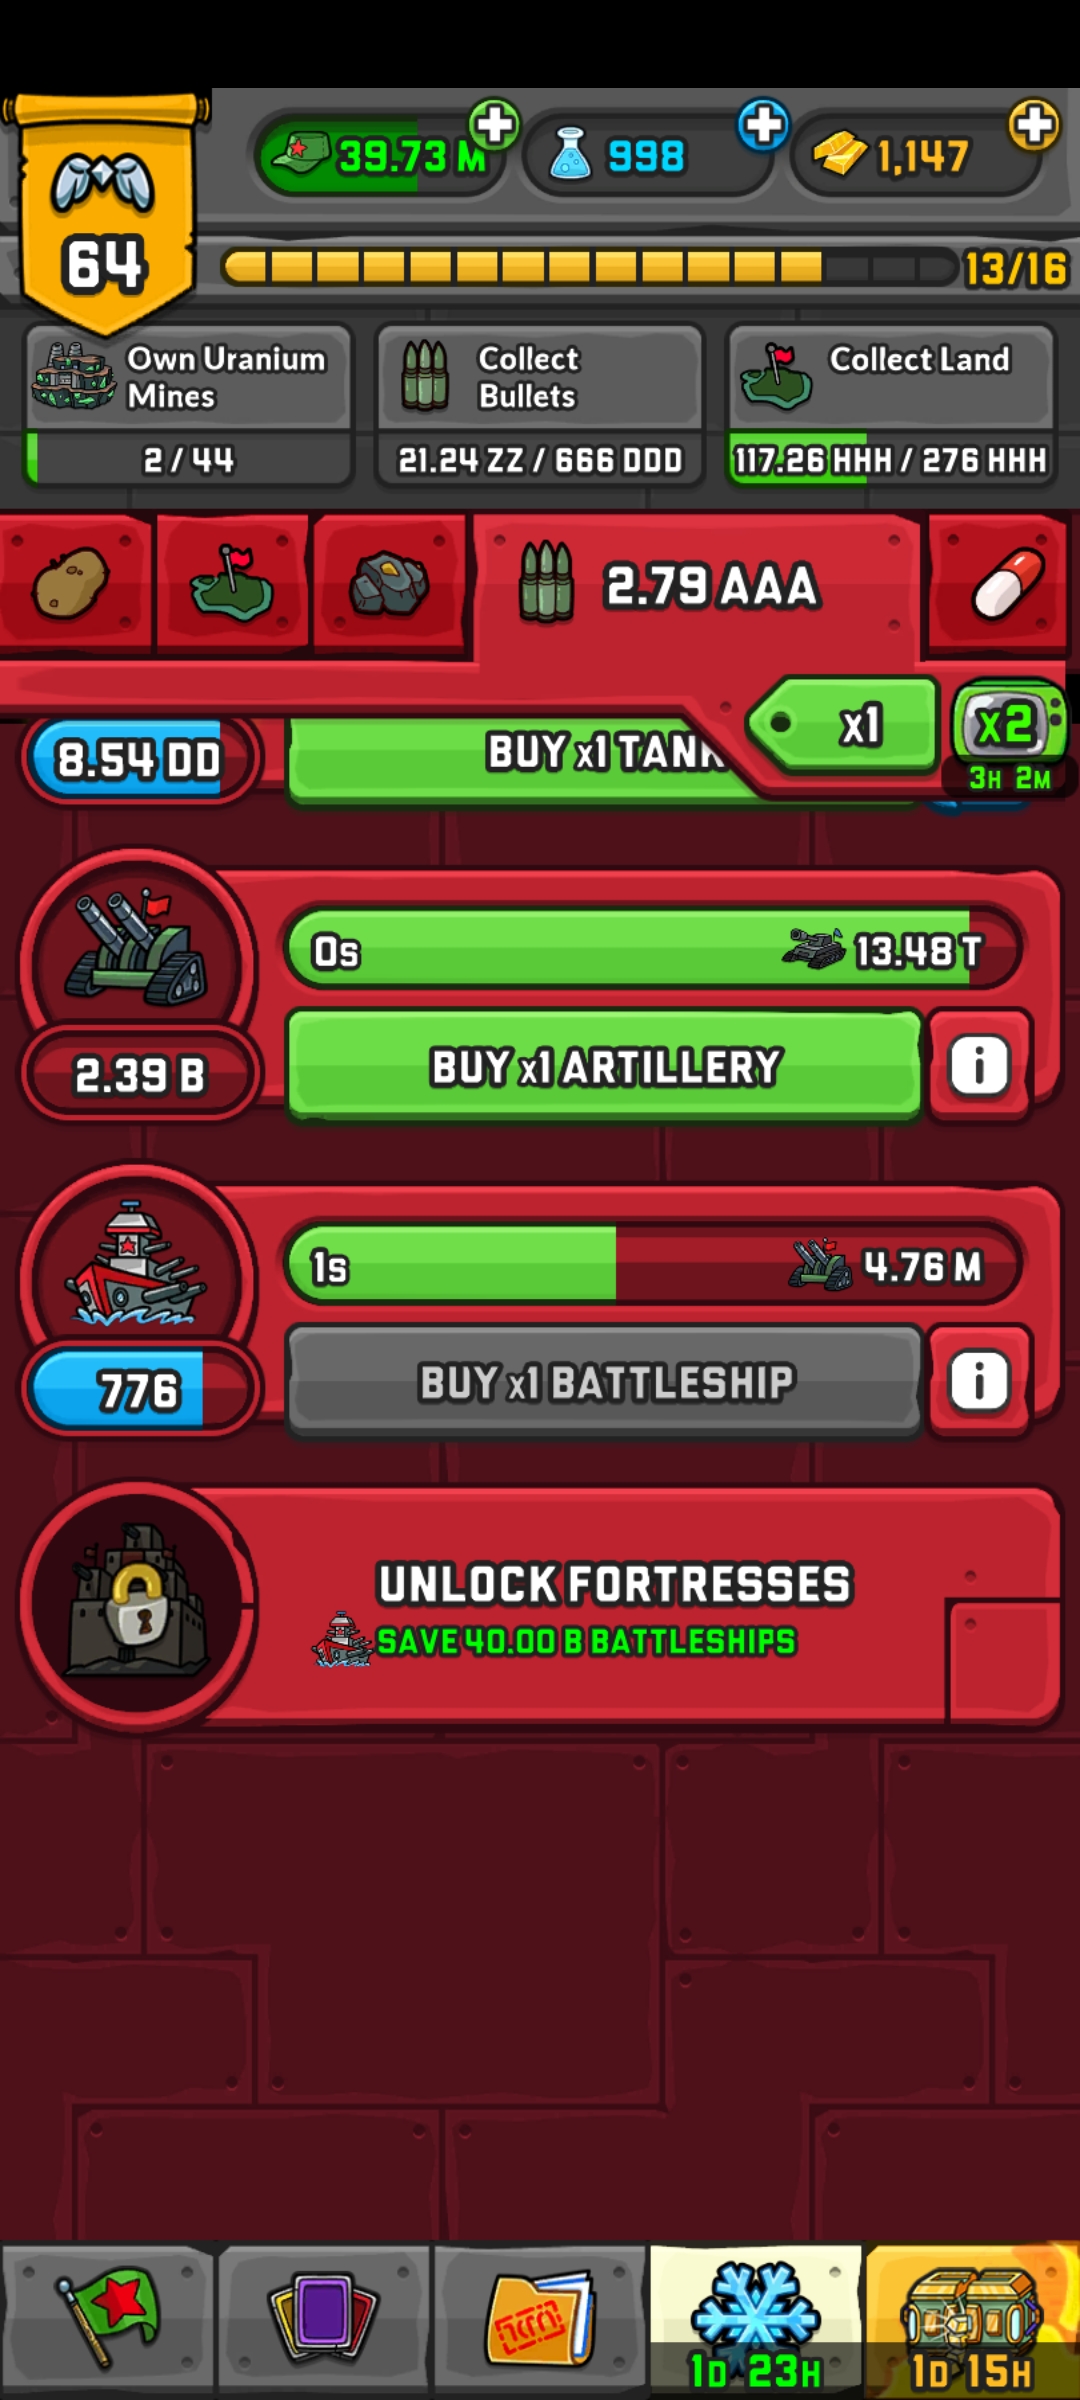 39.73 M
998
1,147
64
13/16
Own Uranium
Mines
2 / 44
Collect
Bullets
21.24 ZZ / 666 DDD
Collect Land
117.26 HHH / 276 HHH
2.79 AAA
x1
x2
3H 2M
8.54 DD
BUY x1 TANK
0s
13.48 T
2.39 B
BUY x1 ARTILLERY
i
1s
4.76 M
776
BUY x1 BATTLESHIP
i
UNLOCK FORTRESSES
SAVE 40.00 B BATTLESHIPS
1D 23H
1D 15H